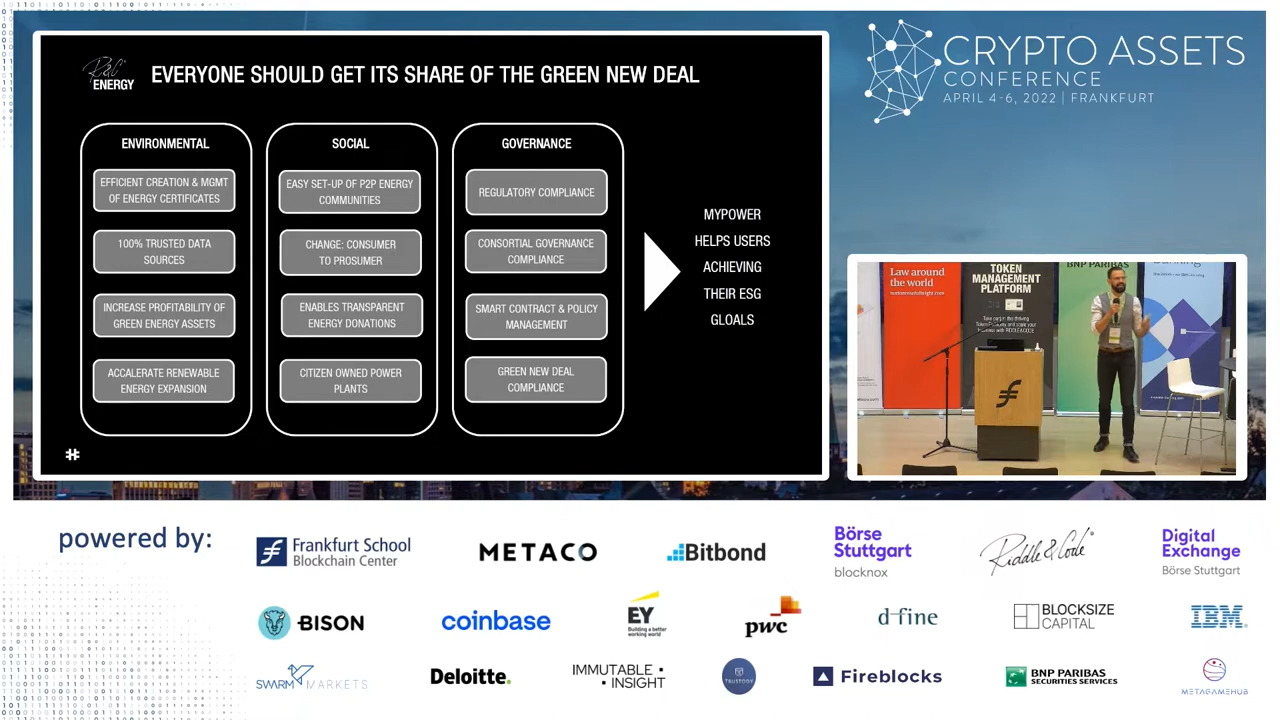 R&C
ENERGY
EVERYONE SHOULD GET ITS SHARE OF THE GREEN NEW DEAL
ENVIRONMENTAL
EFFICIENT CREATION & MGMT
OF ENERGY CERTIFICATES
100% TRUSTED DATA
SOURCES
INCREASE PROFITABILITY OF
GREEN ENERGY ASSETS
ACCALERATE RENEWABLE
ENERGY EXPANSION
SOCIAL
EASY SET-UP OF P2P ENERGY
COMMUNITIES
CHANGE: CONSUMER
TO PROSUMER
ENABLES TRANSPARENT
ENERGY DONATIONS
CITIZEN OWNED POWER
PLANTS
GOVERNANCE
REGULATORY COMPLIANCE
CONSORTIAL GOVERNANCE
COMPLIANCE
SMART CONTRACT & POLICY
MANAGEMENT
GREEN NEW DEAL
COMPLIANCE
MYPOWER
HELPS USERS
ACHIEVING
THEIR ESG
GLOALS
CRYPTO ASSETS
CONFERENCE
APRIL 4-6, 2022 | FRANKFURT
Law around
the world
TOKEN
MANAGEMENT
PLATFORM
BNP PARIBAS
powered by:
Frankfurt School
Blockchain Center
METACO
Bitbond
Börse
Stuttgart
blocknox
Riddle & Code
Digital
Exchange
Börse Stuttgart
BISON
coinbase
EY
Building a better
working world
pwc
d-fine
BLOCKSIZE
CAPITAL
IBM
SWARM MARKETS
Deloitte.
IMMUTABLE
INSIGHT
TRUSTODY
Fireblocks
BNP PARIBAS
SECURITIES SERVICES
METAGAMEHUB